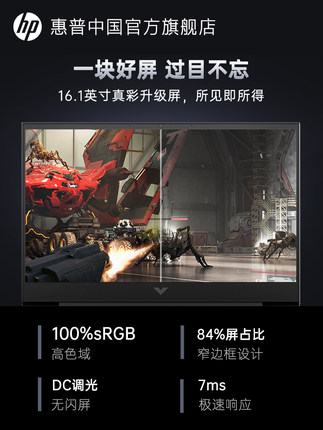 hp 惠普中国官方旗舰店
一块好屏 过目不忘
16.1英寸真彩升级屏，所见即所得
100%sRGB
高色域
84%屏占比
窄边框设计
DC调光
无闪屏
7ms
极速响应